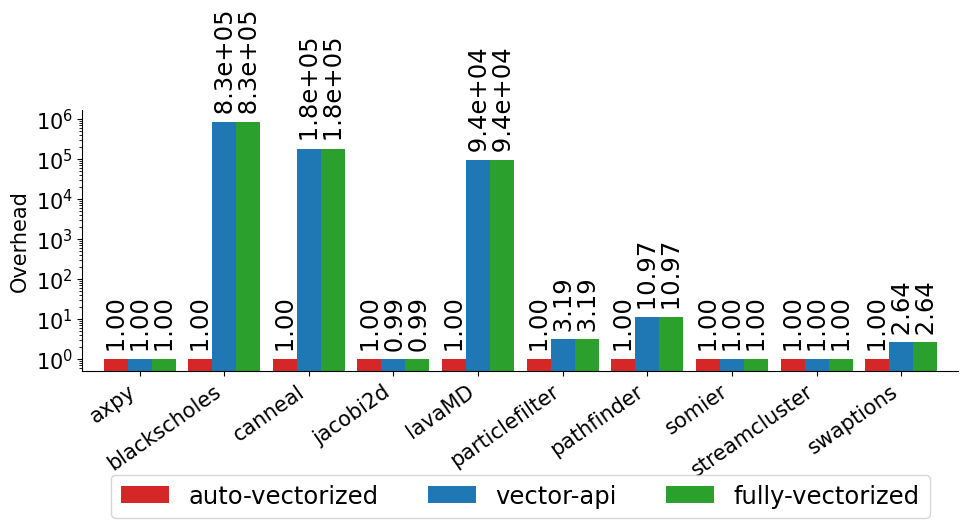 Overhead
10^6
10^5
10^4
10^3
10^2
10^1
10^0
1.00
1.00
1.00
1.00
8.3e+05
8.3e+05
1.00
1.8e+05
1.8e+05
1.00
0.99
0.99
1.00
9.4e+04
9.4e+04
1.00
3.19
3.19
1.00
10.97
10.97
1.00
1.00
1.00
1.00
1.00
1.00
1.00
2.64
2.64
axpy
blackscholes
canneal
jacobi2d
lavaMD
particlefilter
pathfinder
somier
streamcluster
swaptions
auto-vectorized
vector-api
fully-vectorized